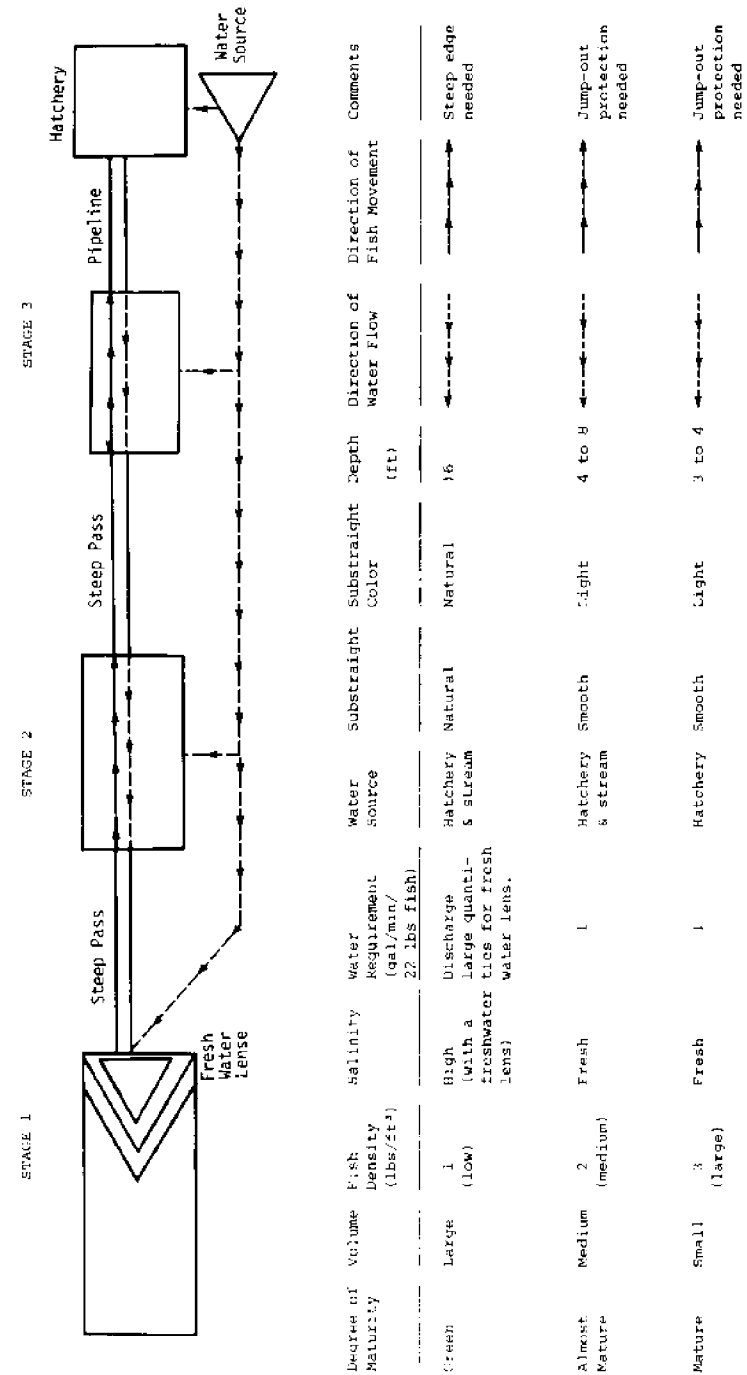 STAGE 1
STAGE 2
STAGE 3
Fresh
Water
Lense
Steep Pass
Steep Pass
Pipeline
Hatchery
Water
Source
Degree of
Maturity
Volume
Fish
Density
(lbs/ft³)
Salinity
Water
Requirement
(gal/min/
22 lbs fish)
Water
Source
Substraight
Substraight
Color
Depth
(ft)
Direction of
Water Flow
Direction of
Fish Movement
Comments
Green
Large
1
(low)
High
(with a
freshwater
lens)
Discharge
large quanti-
ties for fresh
water lens.
Hatchery
& stream
Natural
Natural
Steep edge
needed
Almost
Mature
Medium
2
(medium)
Fresh
1
Hatchery
& stream
Smooth
Light
4 to 8
Jump-out
protection
needed
Mature
Small
3
(large)
Fresh
1
Hatchery
Smooth
Light
3 to 4
Jump-out
protection
needed